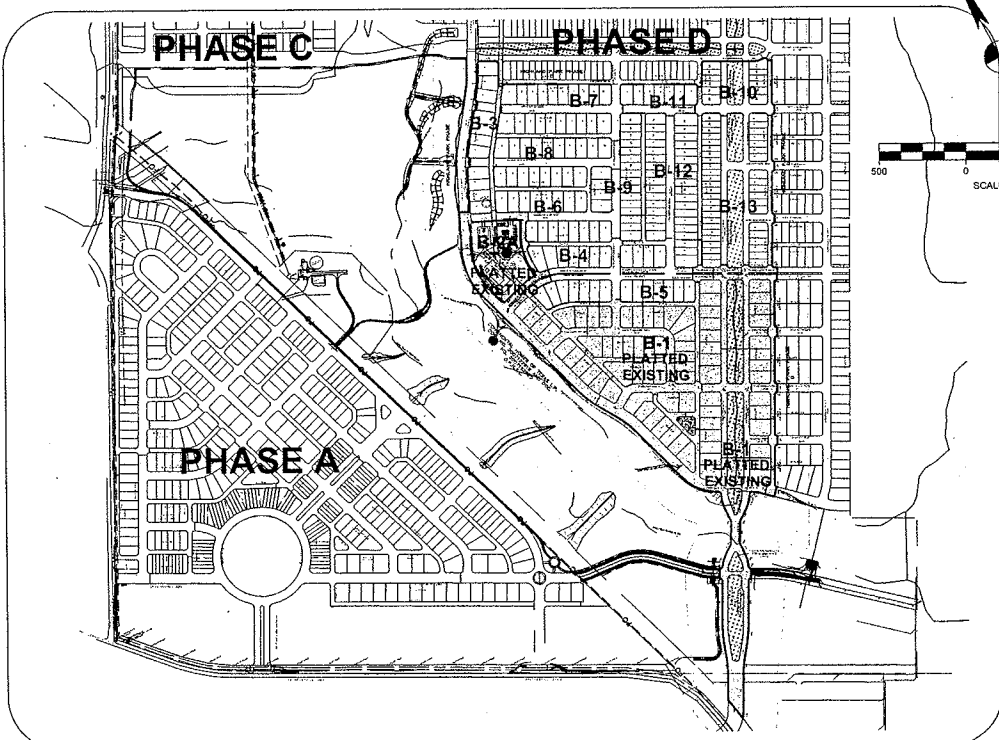 PHASE C
PHASE D
B-7
B-11
B-10
B-3
B-8
B-12
B-9
B-6
B-13
500
0
SCALE
B-4
PLATTED
EXISTING
B-5
B-1
PLATTED
EXISTING
PHASE A
B-1
PLATTED
EXISTING